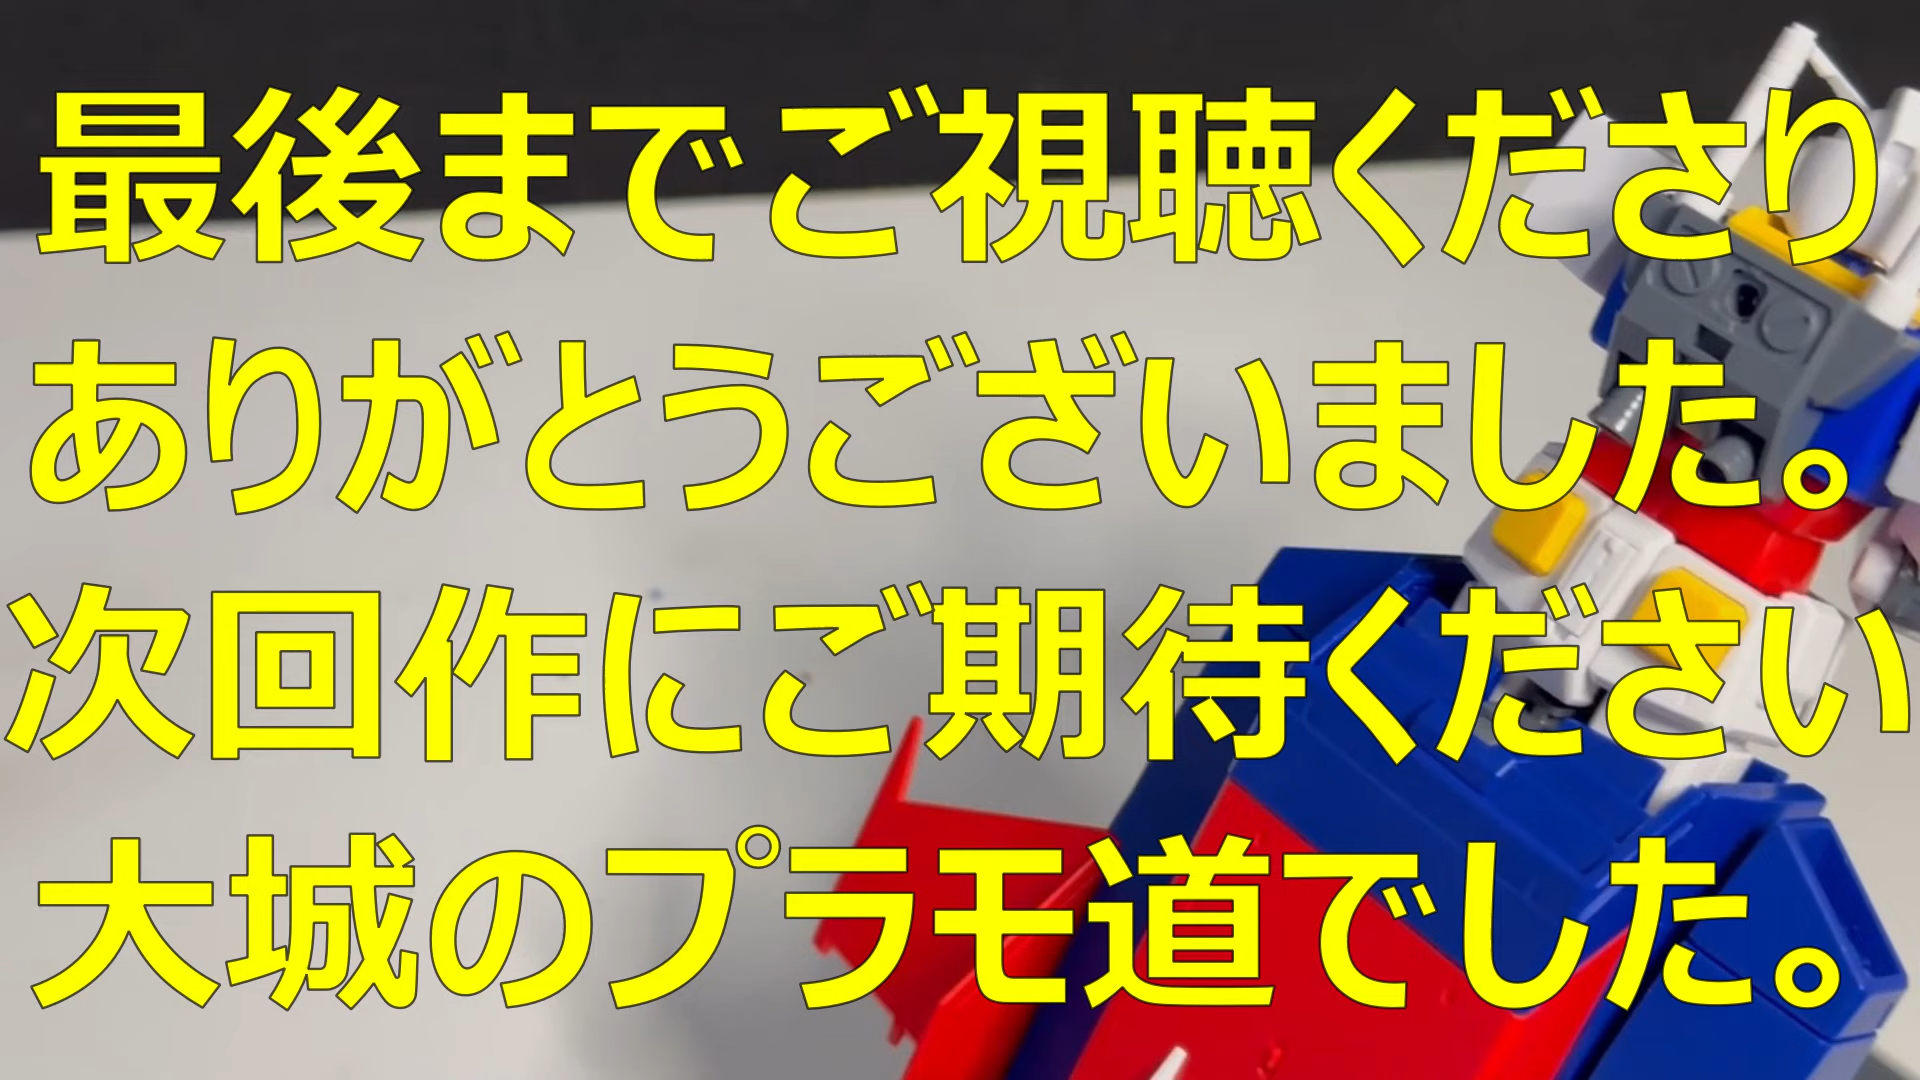 最後までご視聴くださり
ありがとうございました。
次回作にご期待ください
大城のプラモ道でした。